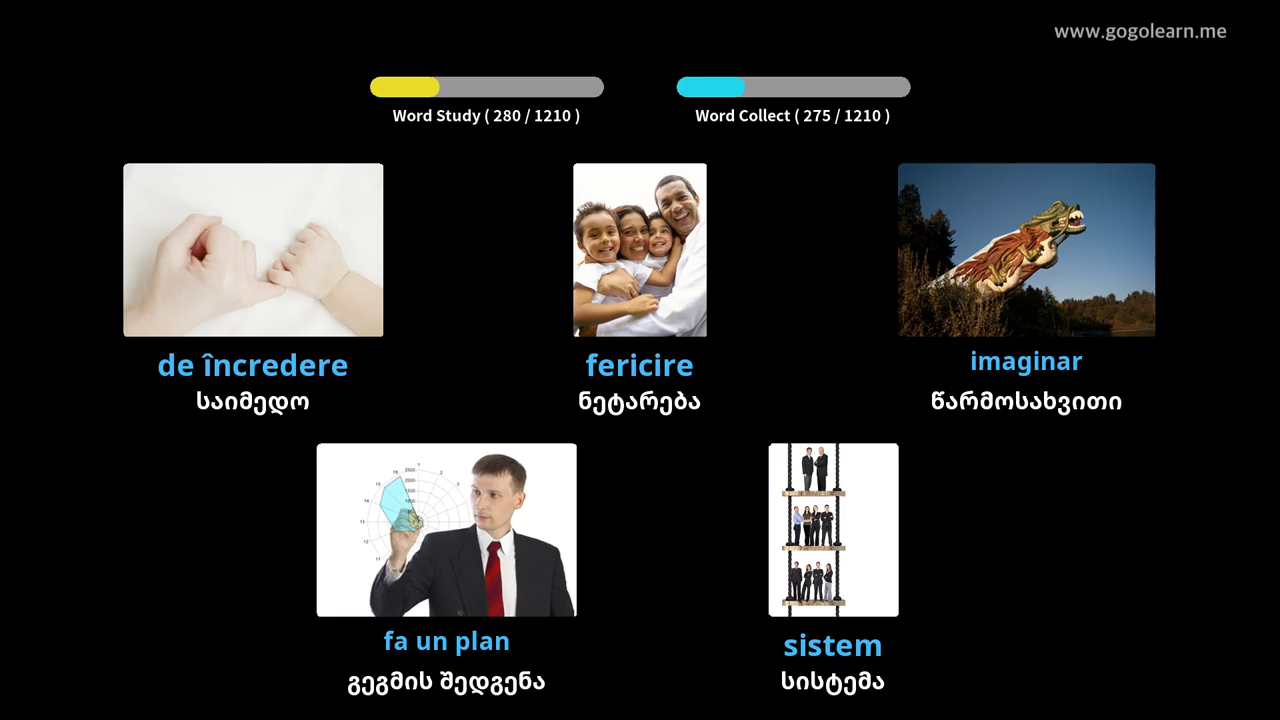 www.gogolearn.me
Word Study ( 280 / 1210 )
Word Collect ( 275 / 1210 )
de încredere
fericire
imaginar
საიმედო
ნეტარება
წარმოსახვითი
fa un plan
sistem
გეგმის შედგენა
სისტემა